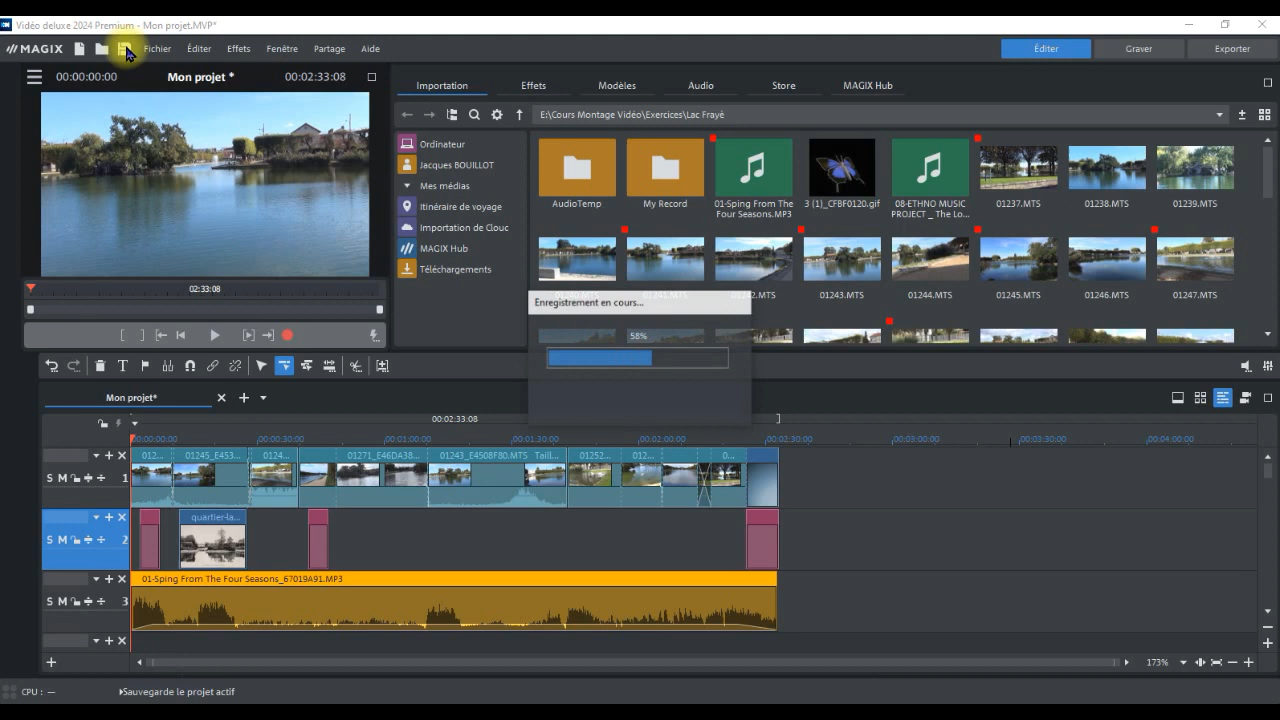 Vidéo deluxe 2024 Premium - Mon projet.MVP*
MAGIX Fichier Éditer Effets Fenêtre Partage Aide Éditer Graver Exporter
00:00:00:00 Mon projet * 00:02:33:08
Importation Effets Modèles Audio Store MAGIX Hub
E:\Cours Montage Vidéo\Exercices\Lac Frayé
Ordinateur
Jacques BOUILLOT
Mes médias
Itinéraire de voyage
Importation de Clouc
MAGIX Hub
Téléchargements
AudioTemp
My Record
01-Sping From The
Four Seasons.MP3
3 (1)_CFBF0120.gif
08-ETHNO MUSIC
PROJECT _ The Lo...
01237.MTS
01238.MTS
01239.MTS
01243.MTS
01244.MTS
01245.MTS
01246.MTS
01247.MTS
02:33:08
Enregistrement en cours...
58%
Mon projet*
00:02:33:08
00:00:00:00 00:00:30:00 00:01:00:00 00:01:30:00 00:02:00:00 00:02:30:00 00:03:00:00 00:03:30:00 00:04:00:00
012... 01245_E453... 0124... 01271_E46DA38... 01243_E4508F80.MTS Taill... 01252... 012... 0...
S M 1
quartier-la...
S M 2
01-Sping From The Four Seasons_67019A91.MP3
S M 3
173%
CPU : — Sauvegarde le projet actif